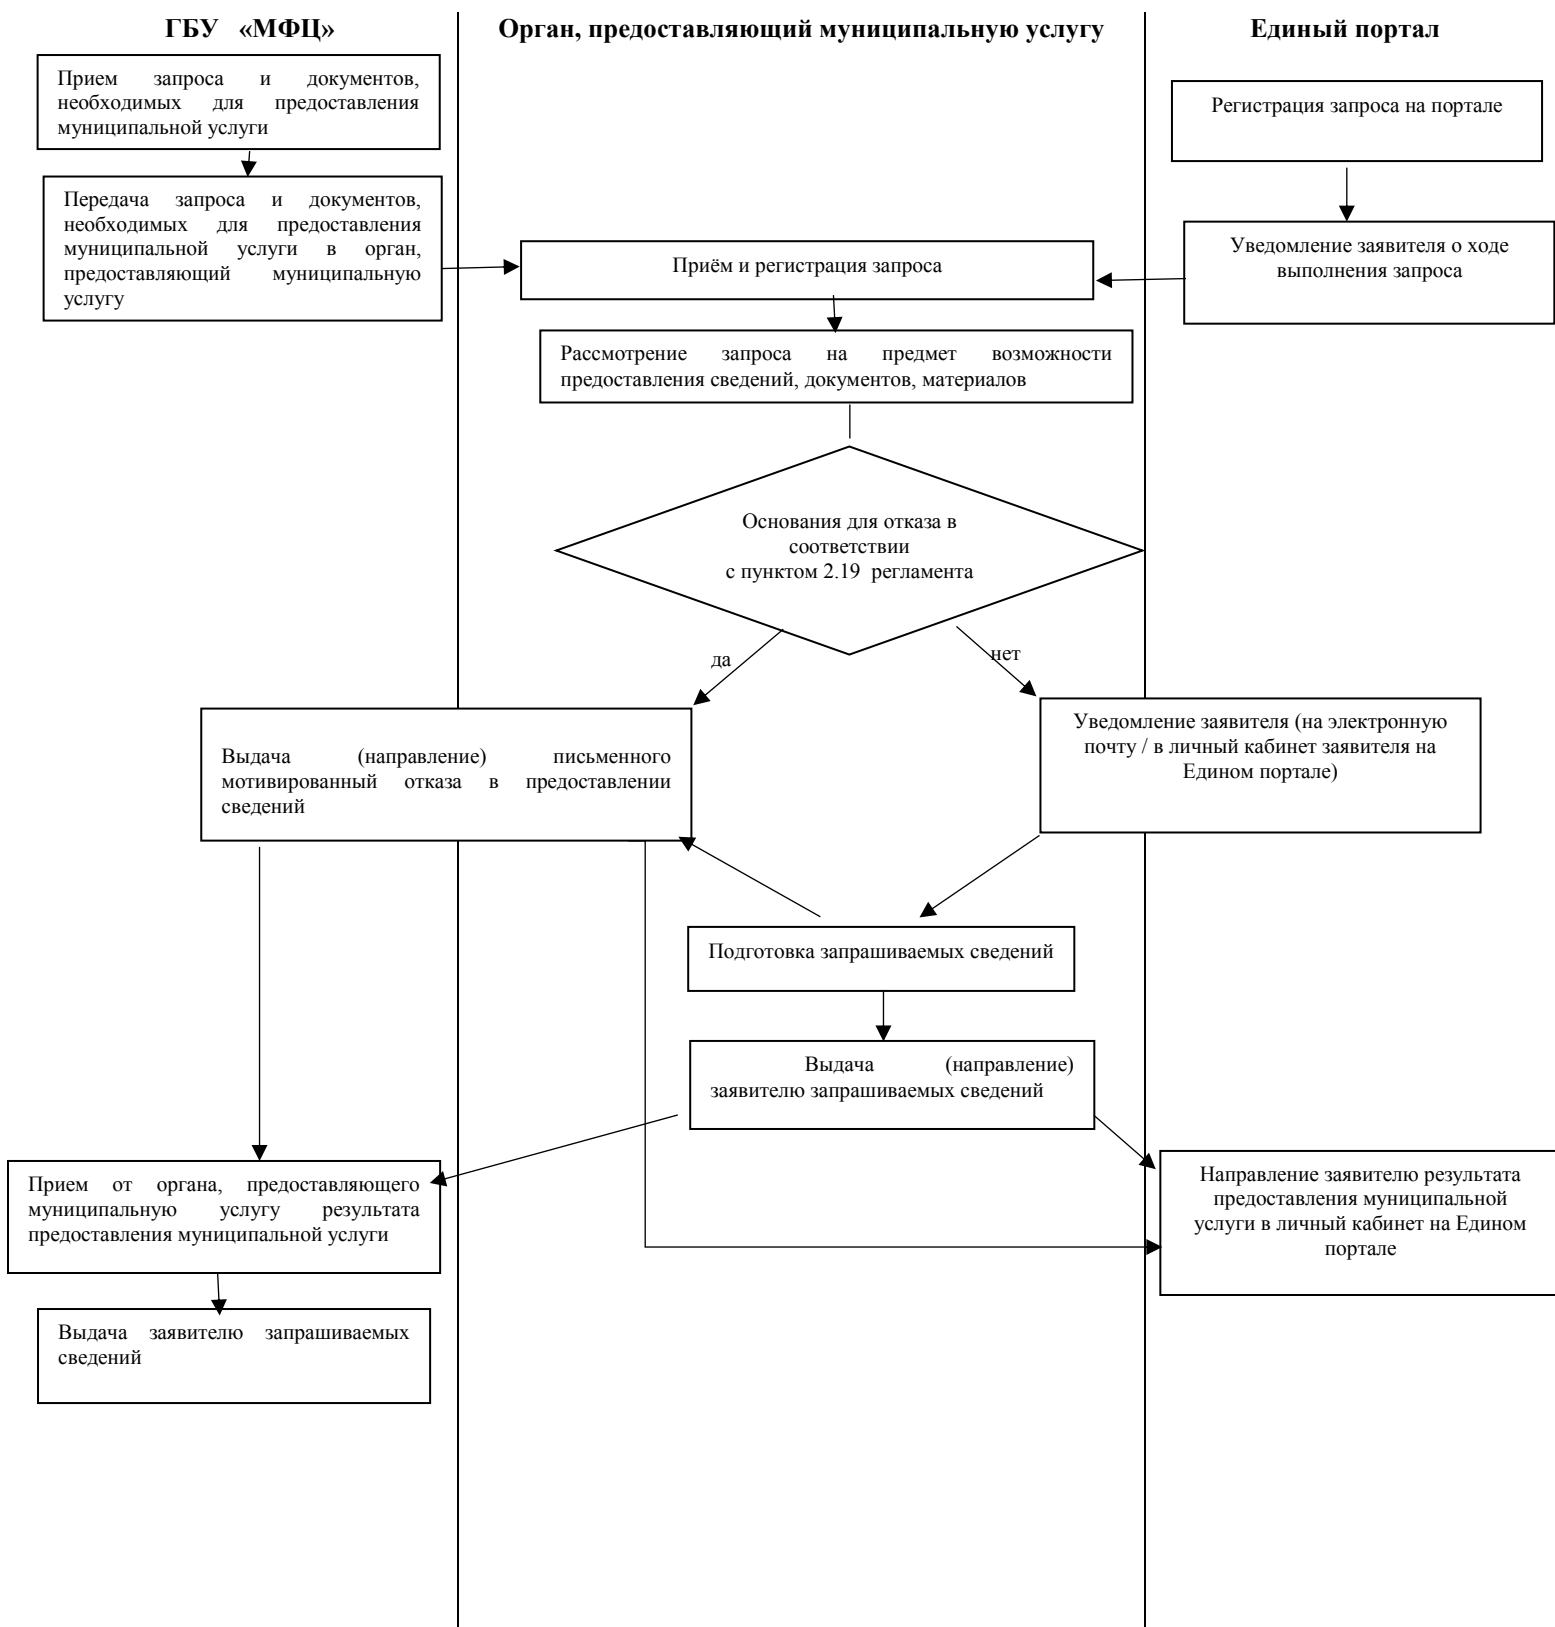 ГБУ «МФЦ»
Орган, предоставляющий муниципальную услугу
Единый портал
Прием запроса и документов,
необходимых для предоставления
муниципальной услуги
Регистрация запроса на портале
Передача запроса и документов,
необходимых для предоставления
муниципальной услуги в орган,
предоставляющий муниципальную
услугу
Приём и регистрация запроса
Уведомление заявителя о ходе
выполнения запроса
Рассмотрение запроса на предмет возможности
предоставления сведений, документов, материалов
Основания для отказа в
соответствии
с пунктом 2.19 регламента
да
нет
Выдача (направление) письменного
мотивированный отказа в предоставлении
сведений
Уведомление заявителя (на электронную
почту / в личный кабинет заявителя на
Едином портале)
Подготовка запрашиваемых сведений
Выдача (направление)
заявителю запрашиваемых сведений
Прием от органа, предоставляющего
муниципальную услугу результата
предоставления муниципальной услуги
Направление заявителю результата
предоставления муниципальной
услуги в личный кабинет на Едином
портале
Выдача заявителю запрашиваемых
сведений